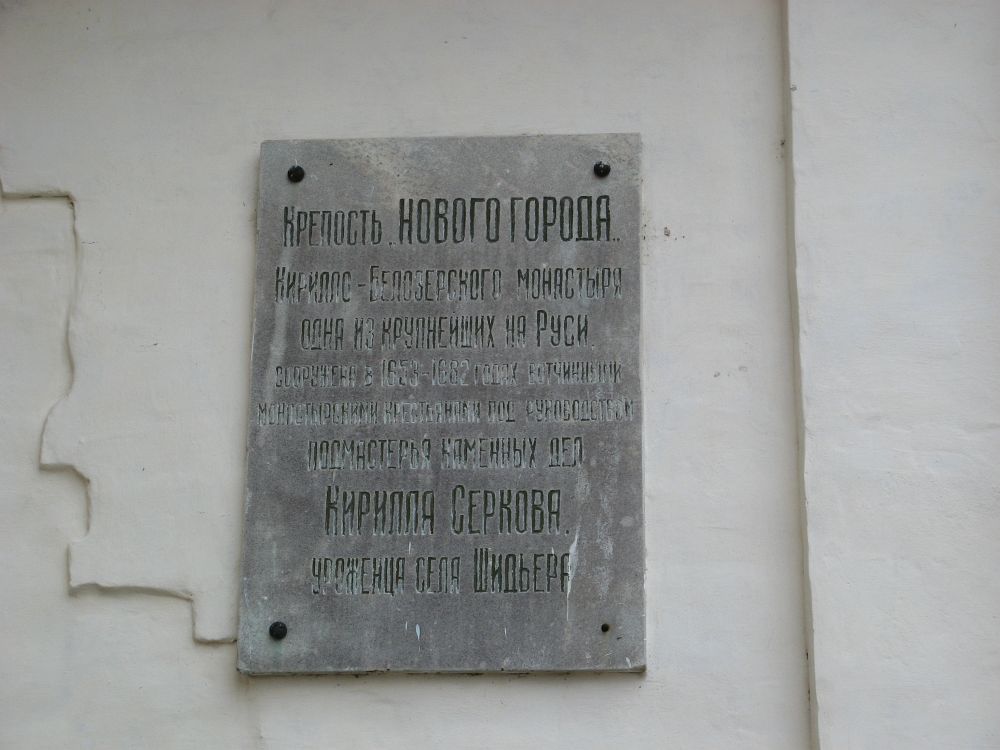 Крепость „НОВОГО ГОРОДА„
Кирилло-Белозерского монастыря
одна из крупнейших на Руси.
сооружена в 1653-1682 годах вотчинными
монастырскими крестьянами под руководством
подмастерья каменных дел
Кирилла Серкова.
уроженца села Шидьера